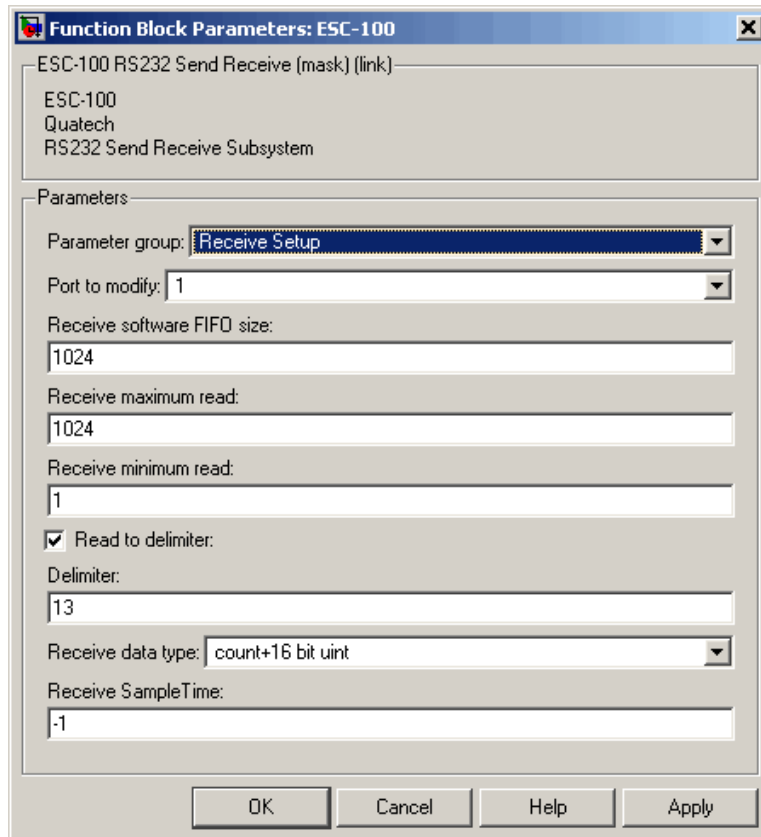 Function Block Parameters: ESC-100
ESC-100 RS232 Send Receive (mask) (link)
ESC-100
Quatech
RS232 Send Receive Subsystem
Parameters
Parameter group: Receive Setup
Port to modify: 1
Receive software FIFO size:
1024
Receive maximum read:
1024
Receive minimum read:
1
Read to delimiter:
Delimiter:
13
Receive data type: count+16 bit uint
Receive SampleTime:
-1
OK Cancel Help Apply